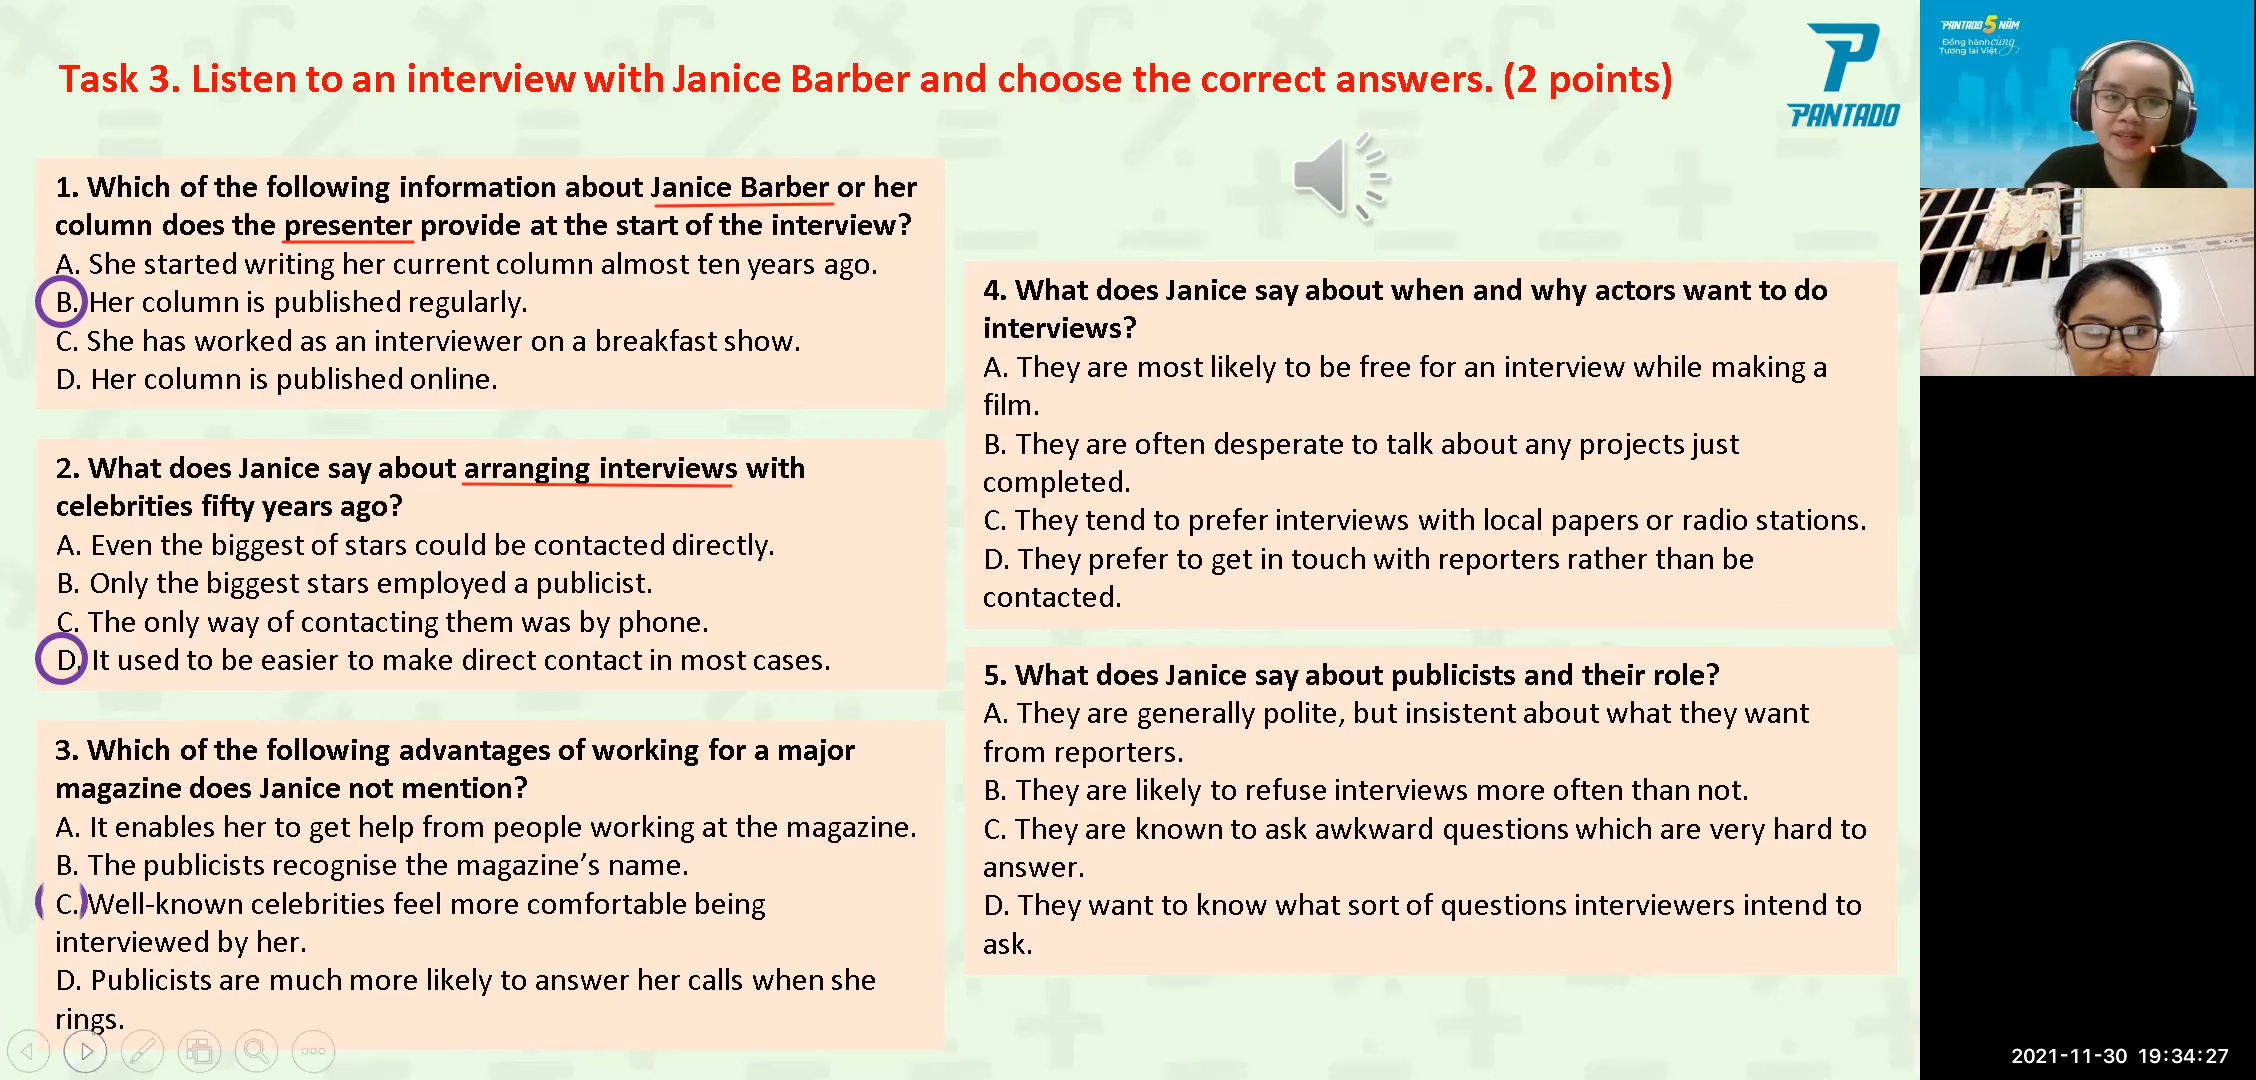 Task 3. Listen to an interview with Janice Barber and choose the correct answers. (2 points)
PANTADO
1. Which of the following information about Janice Barber or her
column does the presenter provide at the start of the interview?
A. She started writing her current column almost ten years ago.
B. Her column is published regularly.
C. She has worked as an interviewer on a breakfast show.
D. Her column is published online.
2. What does Janice say about arranging interviews with
celebrities fifty years ago?
A. Even the biggest of stars could be contacted directly.
B. Only the biggest stars employed a publicist.
C. The only way of contacting them was by phone.
D. It used to be easier to make direct contact in most cases.
3. Which of the following advantages of working for a major
magazine does Janice not mention?
A. It enables her to get help from people working at the magazine.
B. The publicists recognise the magazine’s name.
C. Well-known celebrities feel more comfortable being
interviewed by her.
D. Publicists are much more likely to answer her calls when she
rings.
4. What does Janice say about when and why actors want to do
interviews?
A. They are most likely to be free for an interview while making a
film.
B. They are often desperate to talk about any projects just
completed.
C. They tend to prefer interviews with local papers or radio stations.
D. They prefer to get in touch with reporters rather than be
contacted.
5. What does Janice say about publicists and their role?
A. They are generally polite, but insistent about what they want
from reporters.
B. They are likely to refuse interviews more often than not.
C. They are known to ask awkward questions which are very hard to
answer.
D. They want to know what sort of questions interviewers intend to
ask.
PANTADO 5 NĂM
Đồng hành cùng
Tương lai Việt
2021-11-30 19:34:27